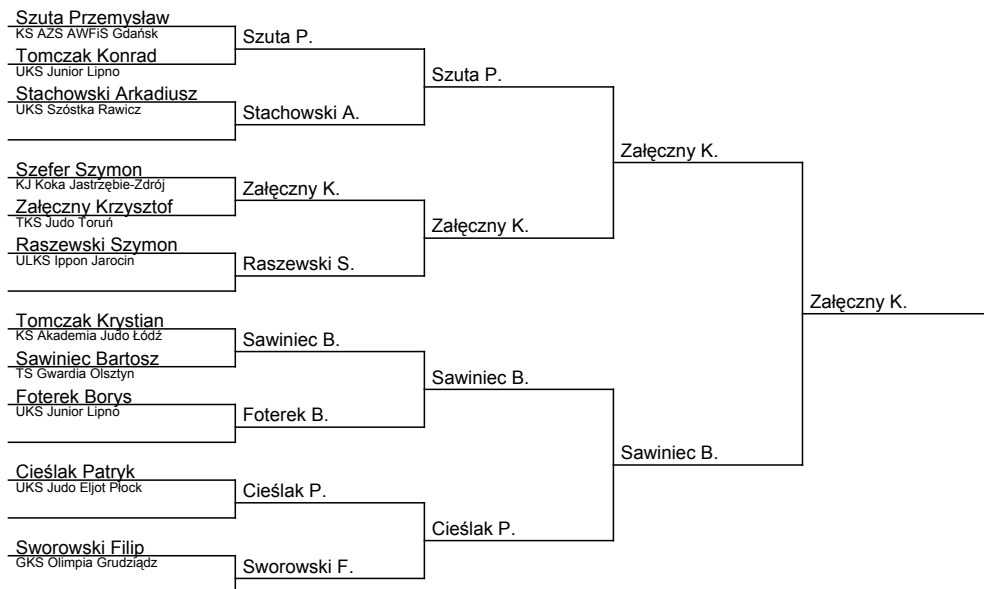 Szuta Przemysław
KS AZS AWFiS Gdańsk
Tomczak Konrad
UKS Junior Lipno
Stachowski Arkadiusz
UKS Szóstka Rawicz
Szefer Szymon
KJ Koka Jastrzębie-Zdrój
Załęczny Krzysztof
TKS Judo Toruń
Raszewski Szymon
ULKS Ippon Jarocin
Tomczak Krystian
KS Akademia Judo Łódź
Sawiniec Bartosz
TS Gwardia Olsztyn
Foterek Borys
UKS Junior Lipno
Cieślak Patryk
UKS Judo Eljot Płock
Sworowski Filip
GKS Olimpia Grudziądz
Szuta P.
Stachowski A.
Załęczny K.
Raszewski S.
Sawiniec B.
Foterek B.
Cieślak P.
Sworowski F.
Szuta P.
Załęczny K.
Sawiniec B.
Cieślak P.
Załęczny K.
Sawiniec B.
Załęczny K.